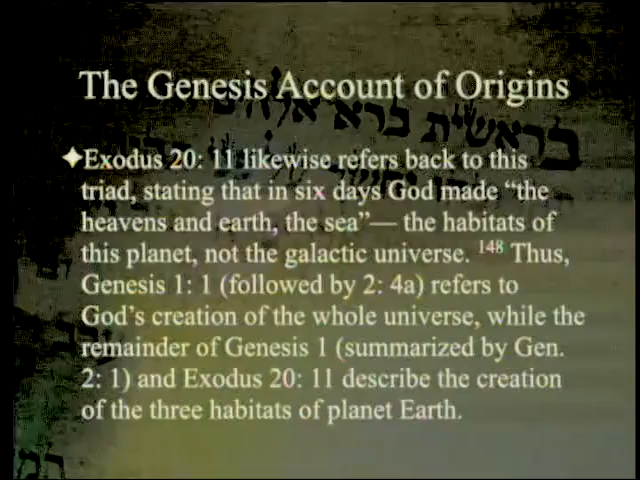 The Genesis Account of Origins
בראשית ברא אלהים
✦Exodus 20: 11 likewise refers back to this
triad, stating that in six days God made “the
heavens and earth, the sea”— the habitats of
this planet, not the galactic universe. 148 Thus,
Genesis 1: 1 (followed by 2: 4a) refers to
God’s creation of the whole universe, while the
remainder of Genesis 1 (summarized by Gen.
2: 1) and Exodus 20: 11 describe the creation
of the three habitats of planet Earth.